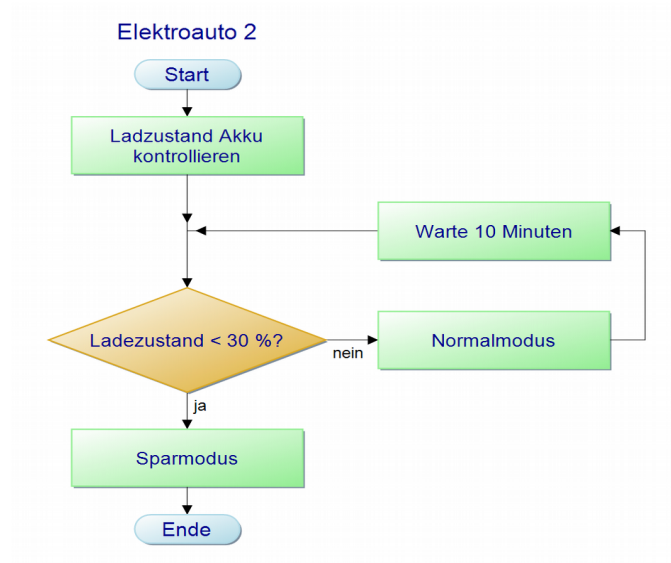 Elektroauto 2
Start
Ladzustand Akku
kontrollieren
Warte 10 Minuten
Ladezustand < 30 %?
nein
Normalmodus
ja
Sparmodus
Ende